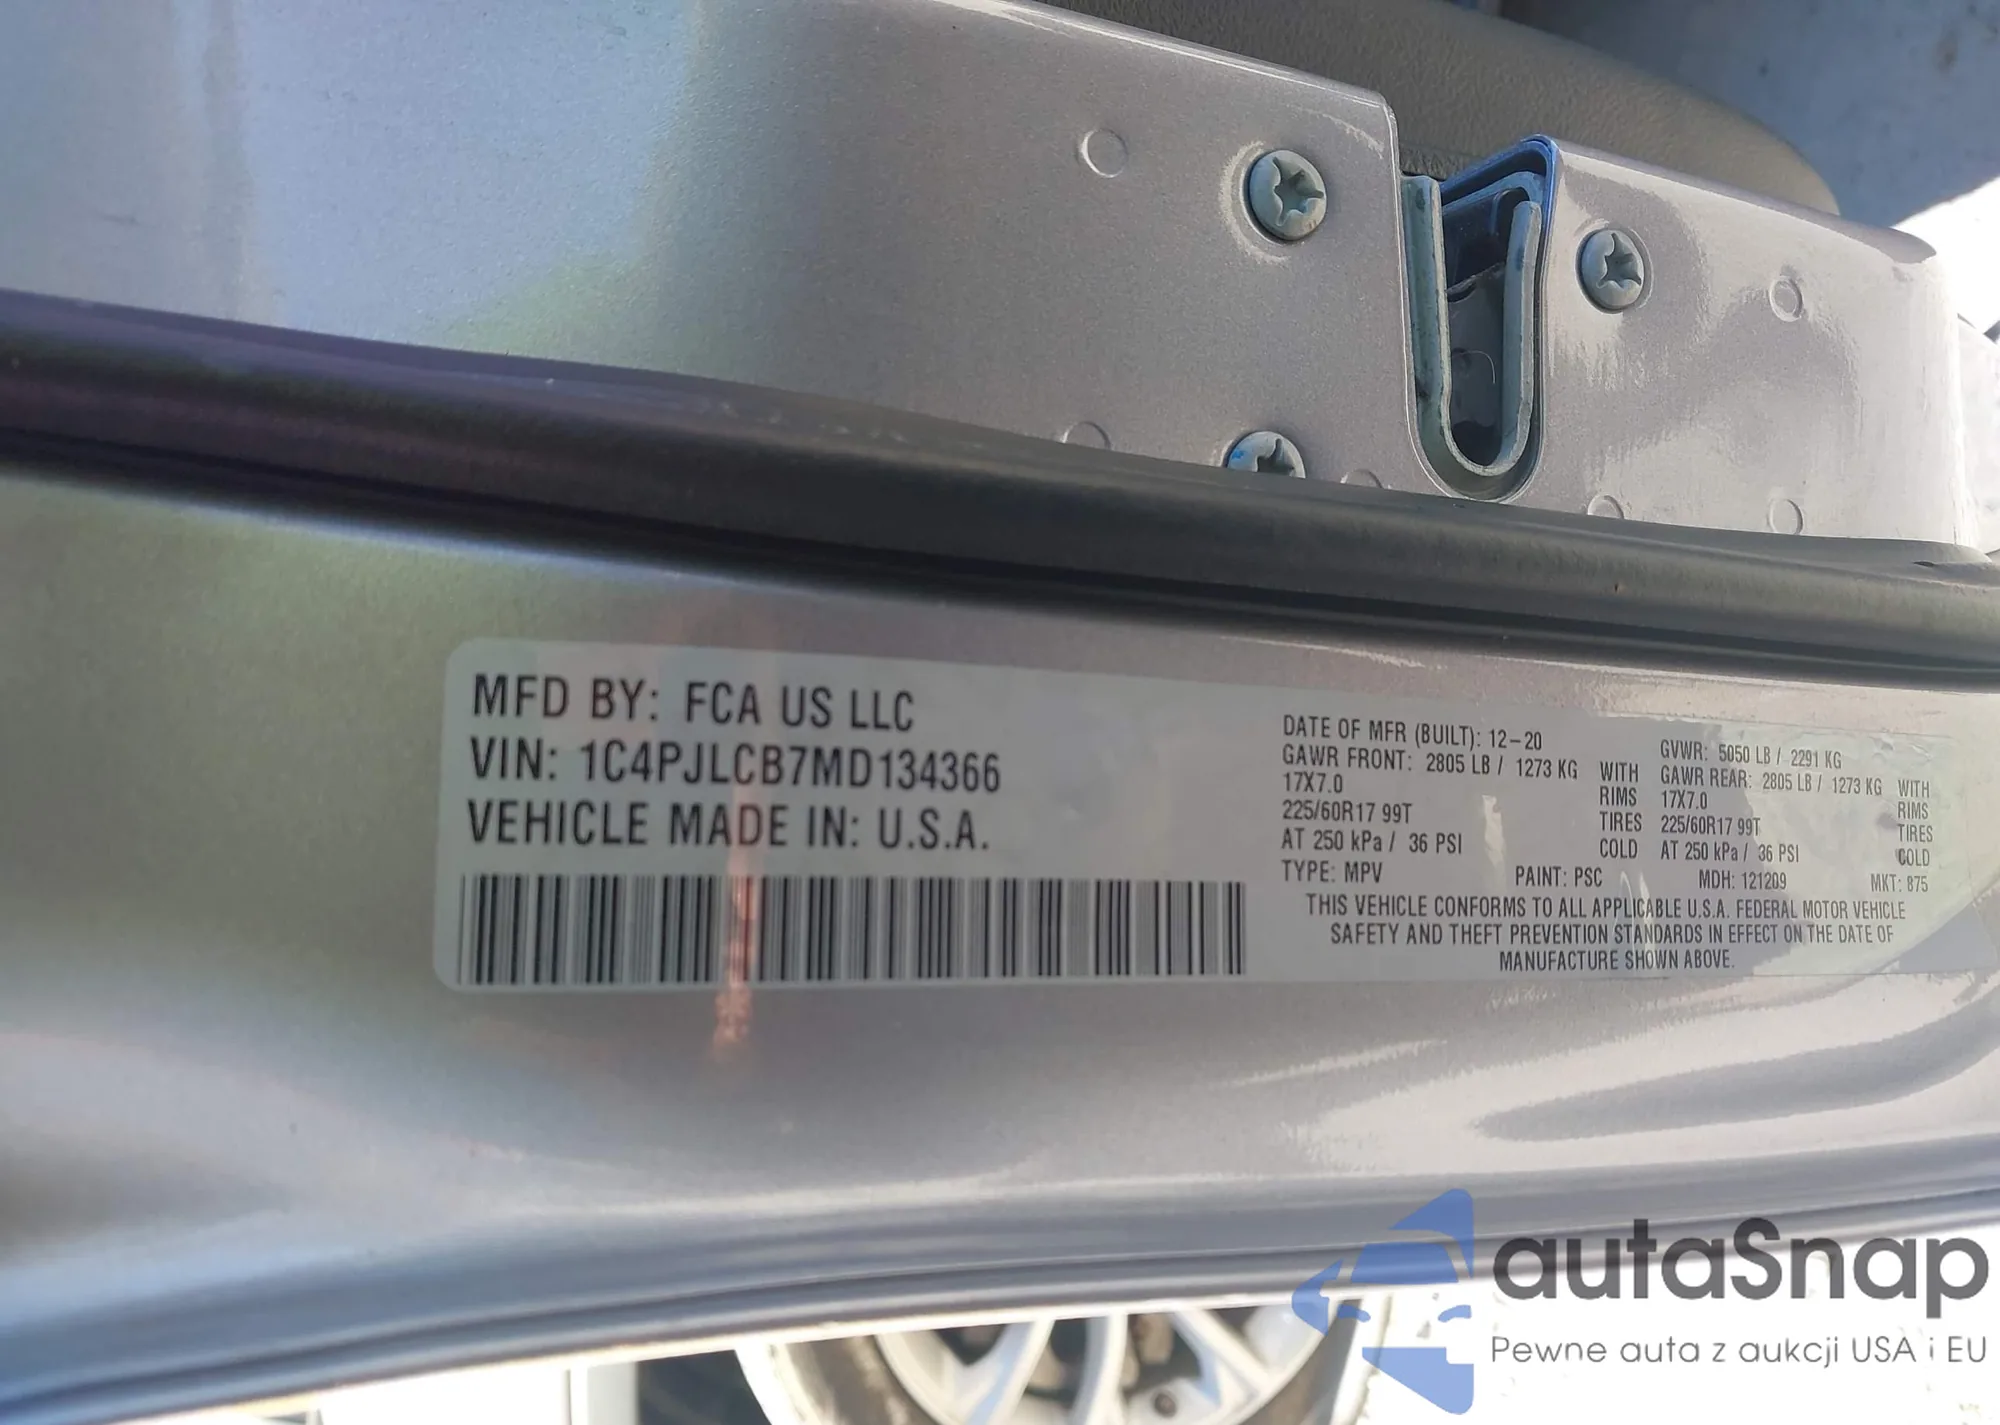 MFD BY: FCA US LLC
VIN: 1C4PJLCB7MD134366
VEHICLE MADE IN: U.S.A.
DATE OF MFR (BUILT): 12-20
GVWR: 5050 LB / 2291 KG
GAWR FRONT: 2805 LB / 1273 KG WITH
17X7.0 RIMS
225/60R17 99T TIRES
AT 250 kPa / 36 PSI COLD
GAWR REAR: 2805 LB / 1273 KG WITH
17X7.0 RIMS
225/60R17 99T TIRES
AT 250 kPa / 36 PSI COLD
TYPE: MPV PAINT: PSC MDH: 121209 MKT: 875
THIS VEHICLE CONFORMS TO ALL APPLICABLE U.S.A. FEDERAL MOTOR VEHICLE
SAFETY AND THEFT PREVENTION STANDARDS IN EFFECT ON THE DATE OF
MANUFACTURE SHOWN ABOVE.
autaSnap
Pewne auta z aukcji USA i EU